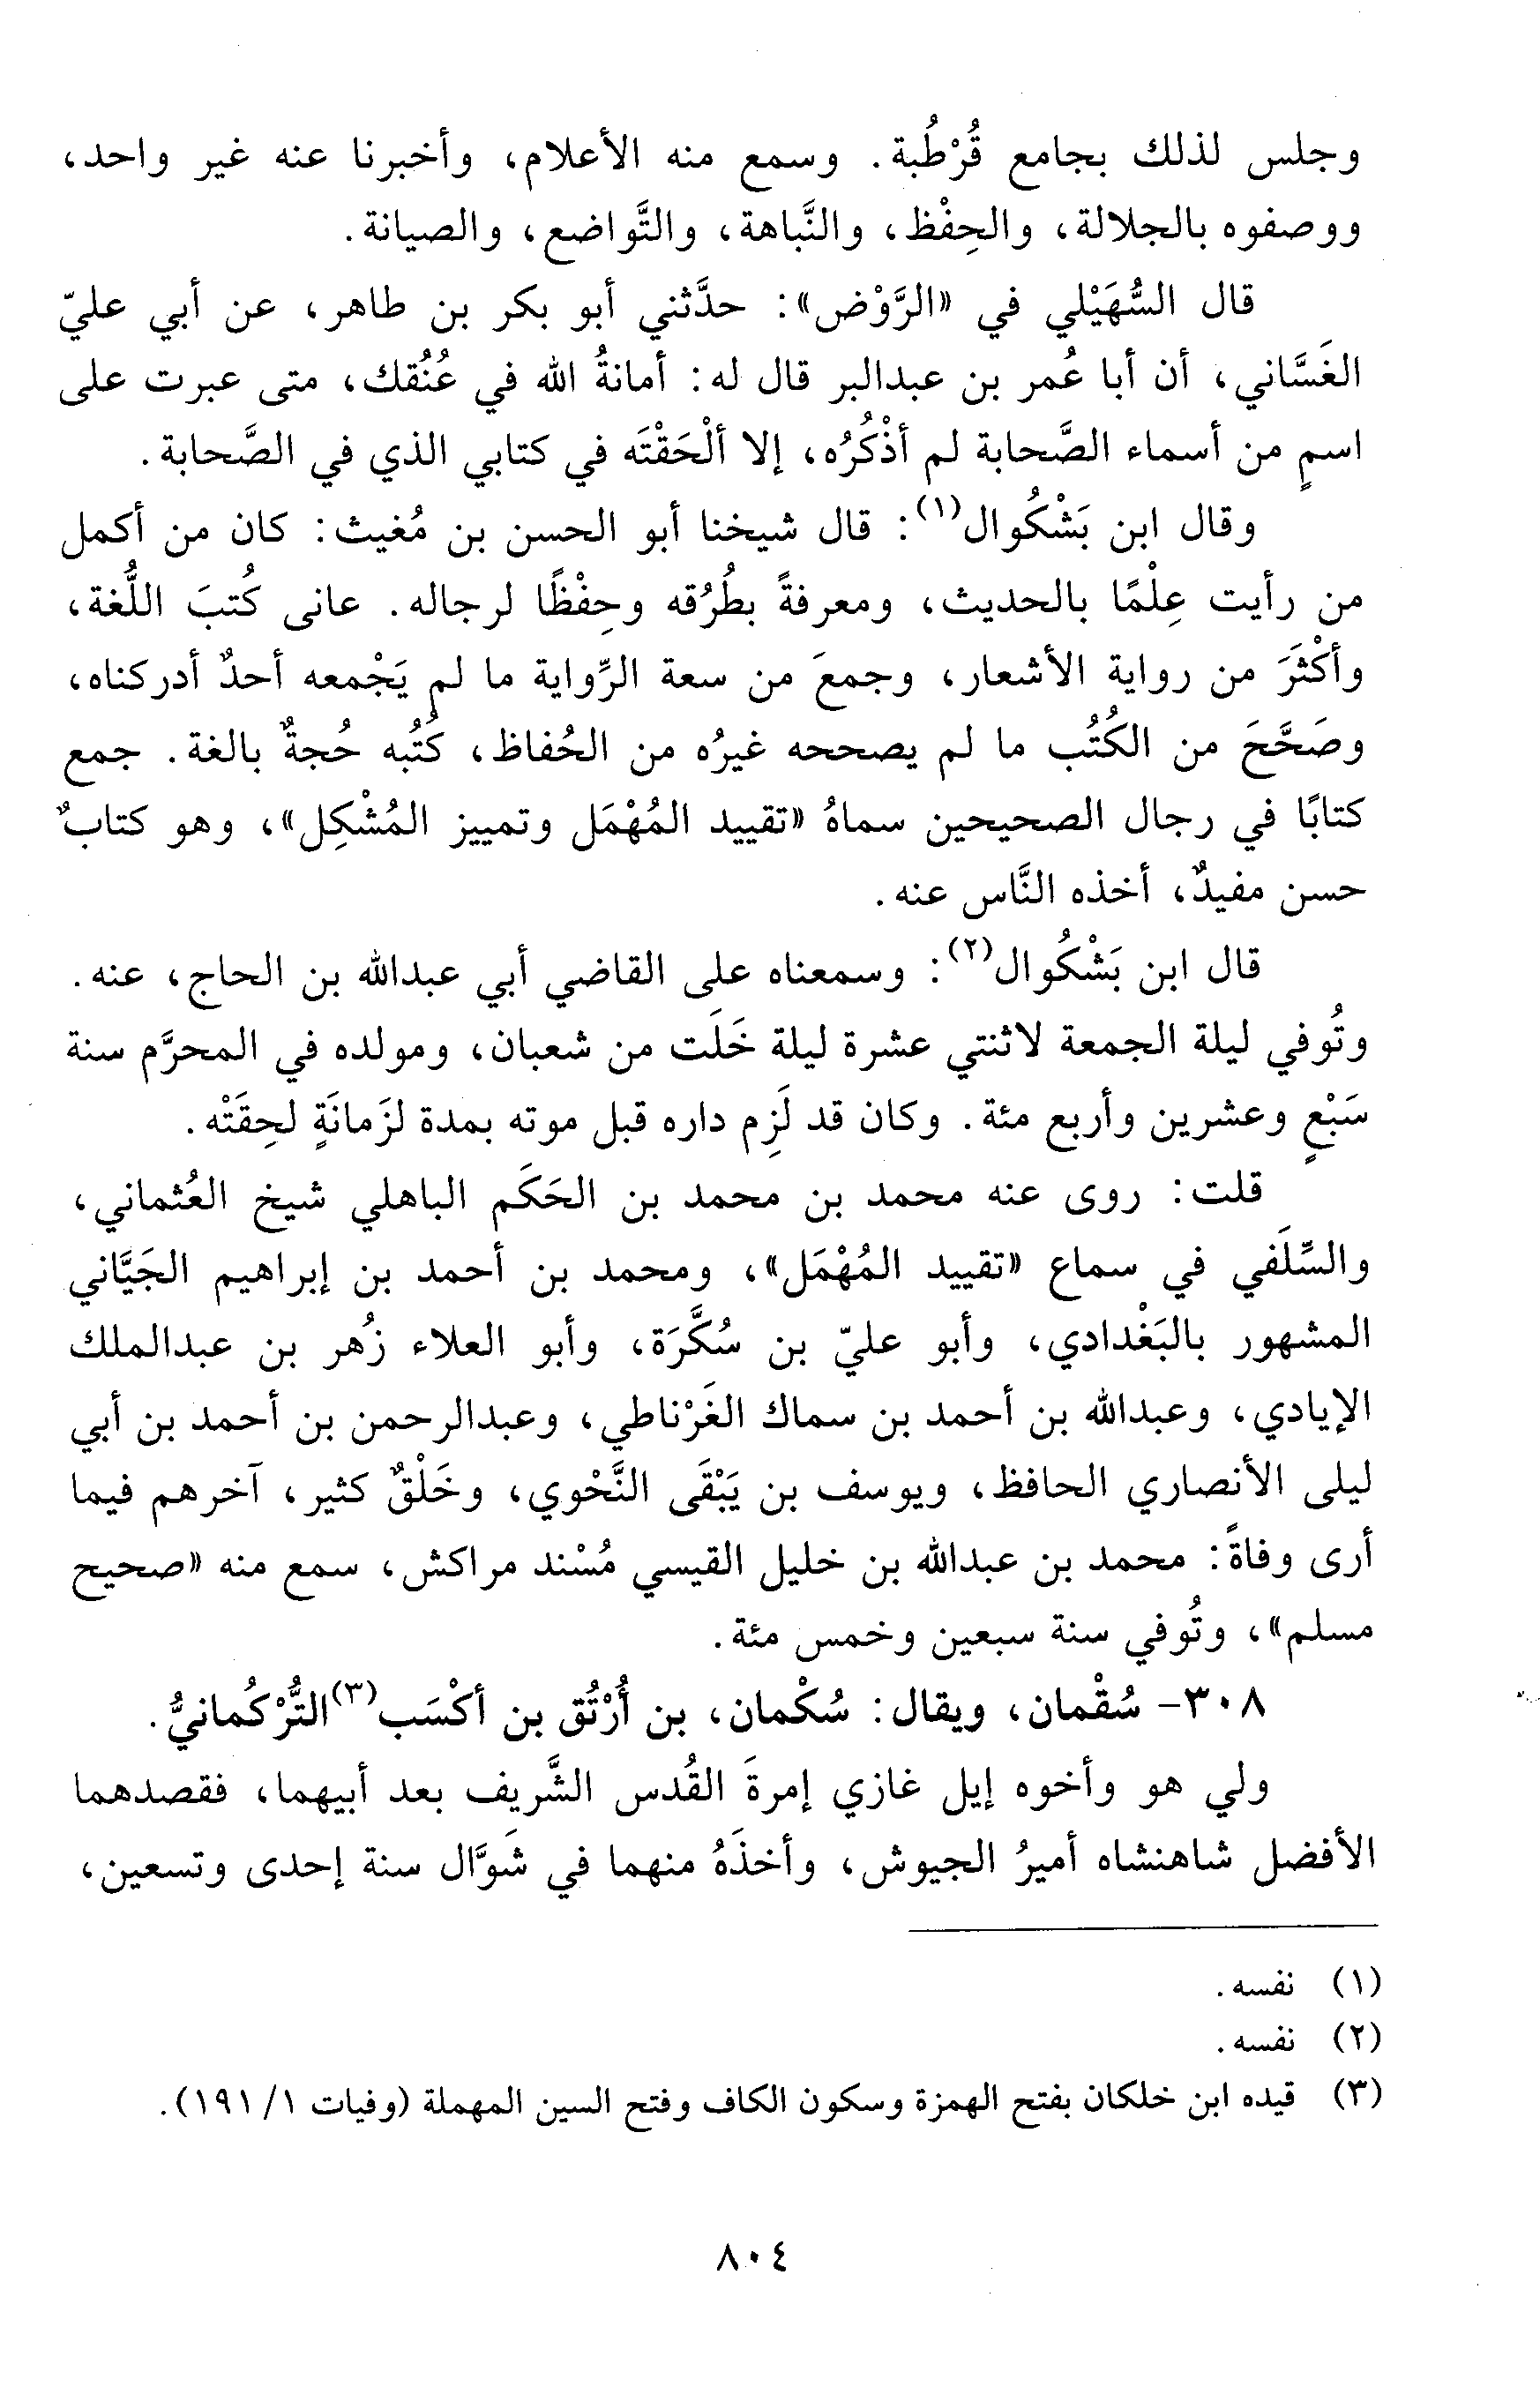 وجلس لذلك بجامع قُرْطُبة. وسمع منه الأعلام، وأخبرنا عنه غير واحد،
ووصفوه بالجلالة، والحِفْظ، والنَّباهة، والتَّواضع، والصيانة.
قال السُّهَيْلي في «الرَّوْض»: حدَّثني أبو بكر بن طاهر، عن أبي عليّ
الغَسَّاني، أن أبا عُمر بن عبدالبر قال له: أمانةُ الله في عُنُقك، متى عبرت على
اسمٍ من أسماء الصَّحابة لم أذْكُرُه، إلا ألْحَقْتَه في كتابي الذي في الصَّحابة.
وقال ابن بَشْكُوال(١): قال شيخنا أبو الحسن بن مُغيث: كان من أكمل
من رأيت عِلْمًا بالحديث، ومعرفةً بطُرُقه وحِفْظًا لرجاله. عانى كُتبَ اللُّغة،
وأكْثَرَ من رواية الأشعار، وجمعَ من سعة الرِّواية ما لم يَجْمعه أحدٌ أدركناه،
وصَحَّحَ من الكُتُب ما لم يصححه غيرُه من الحُفاظ، كُتُبه حُجةٌ بالغة. جمع
كتابًا في رجال الصحيحين سماهُ «تقييد المُهْمَل وتمييز المُشْكِل»، وهو كتابٌ
حسن مفيدٌ، أخذه النَّاس عنه.
قال ابن بَشْكُوال(٢): وسمعناه على القاضي أبي عبدالله بن الحاج، عنه.
وتُوفي ليلة الجمعة لاثنتي عشرة ليلة خَلَت من شعبان، ومولده في المحرَّم سنة
سَبْعٍ وعشرين وأربع مئة. وكان قد لَزِم داره قبل موته بمدة لزَمانَةٍ لحِقَتْه.
قلت: روى عنه محمد بن محمد بن الحَكَم الباهلي شيخ العُثماني،
والسِّلَفي في سماع «تقييد المُهْمَل»، ومحمد بن أحمد بن إبراهيم الجَيَّاني
المشهور بالبَغْدادي، وأبو عليّ بن سُكَّرَة، وأبو العلاء زُهر بن عبدالملك
الإيادي، وعبدالله بن أحمد بن سماك الغَرْناطي، وعبدالرحمن بن أحمد بن أبي
ليلى الأنصاري الحافظ، ويوسف بن يَبْقَى النَّحْوي، وخَلْقٌ كثير، آخرهم فيما
أرى وفاةً: محمد بن عبدالله بن خليل القيسي مُسْند مراكش، سمع منه «صحيح
مسلم»، وتُوفي سنة سبعين وخمس مئة.
٣٠٨- سُقْمان، ويقال: سُكْمان، بن أُرْتُق بن أكْسَب(٣) التُّرْكُمانيُّ.
ولي هو وأخوه إيل غازي إمرةَ القُدس الشَّريف بعد أبيهما، فقصدهما
الأفضل شاهنشاه أميرُ الجيوش، وأخذَهُ منهما في شَوَّال سنة إحدى وتسعين،
(١) نفسه.
(٢) نفسه.
(٣) قيده ابن خلكان بفتح الهمزة وسكون الكاف وفتح السين المهملة (وفيات ١/ ١٩١).
٨٠٤